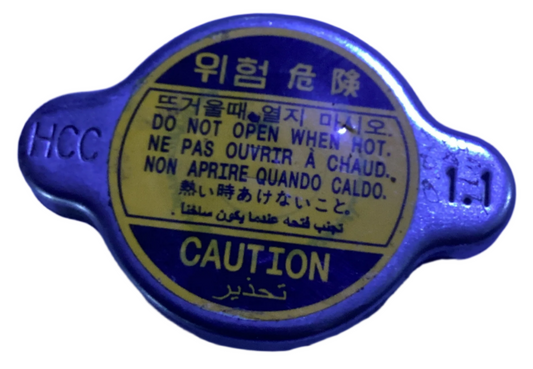 위험 危険
뜨거울때 열지 마시오.
DO NOT OPEN WHEN HOT.
NE PAS OUVRIR À CHAUD.
NON APRIRE QUANDO CALDO.
熱い時あけないこと。
تجنب فتحه عندما يكون ساخناً.
CAUTION
تحذير
HCC
1.1